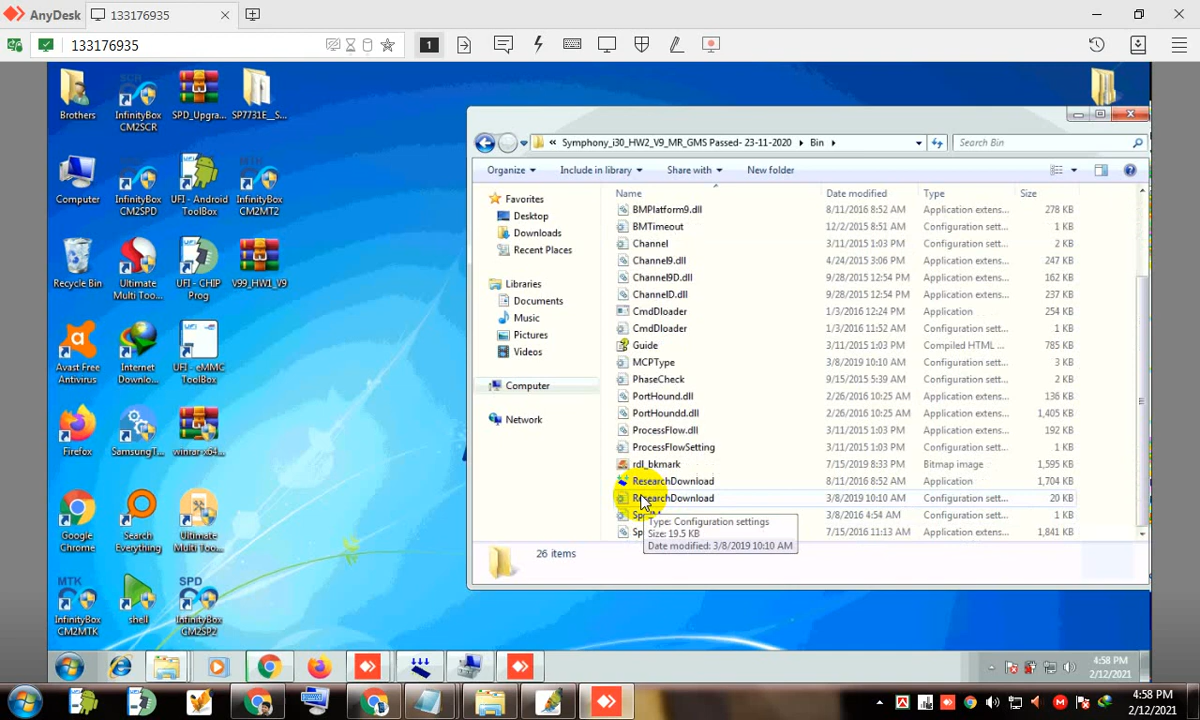 AnyDesk
133176935
133176935
1
Brothers
InfinityBox
CM2SCR
SPD_Upgra...
SP7731E__S...
Computer
InfinityBox
CM2SPD
UFI - Android
ToolBox
InfinityBox
CM2MT2
Recycle Bin
Ultimate
Multi Too...
UFI - CHIP
Prog
V99_HW1_V9
Avast Free
Antivirus
Internet
Downlo...
UFI - eMMC
ToolBox
Firefox
SamsungT...
winrar-x64...
Google
Chrome
Search
Everything
Ultimate
Multi Too...
MTK
InfinityBox
CM2MTK
shell
SPD
InfinityBox
CM2SP2
« Symphony_i30_HW2_V9_MR_GMS Passed- 23-11-2020 Bin
Search Bin
Organize Include in library Share with New folder
Favorites
Desktop
Downloads
Recent Places
Libraries
Documents
Music
Pictures
Videos
Computer
Network
Name Date modified Type Size
BMPlatform9.dll 8/11/2016 8:52 AM Application extens... 278 KB
BMTimeout 12/2/2015 8:51 AM Configuration sett... 1 KB
Channel 3/11/2015 1:03 PM Configuration sett... 2 KB
Channel9.dll 4/24/2015 3:06 PM Application extens... 247 KB
Channel9D.dll 9/28/2015 12:54 PM Application extens... 162 KB
ChannelD.dll 9/28/2015 12:54 PM Application extens... 237 KB
CmdDloader 1/3/2016 12:24 PM Application 254 KB
CmdDloader 1/3/2016 11:52 AM Configuration sett... 1 KB
Guide 3/11/2015 1:03 PM Compiled HTML ... 785 KB
MCPType 3/8/2019 10:10 AM Configuration sett... 3 KB
PhaseCheck 9/15/2015 5:39 AM Configuration sett... 2 KB
PortHound.dll 2/26/2016 10:25 AM Application extens... 136 KB
PortHoundd.dll 2/26/2016 10:25 AM Application extens... 1,405 KB
ProcessFlow.dll 3/11/2015 1:03 PM Application extens... 192 KB
ProcessFlowSetting 3/11/2015 1:03 PM Configuration sett... 1 KB
rdl_bkmark 7/15/2019 8:33 PM Bitmap image 1,595 KB
ResearchDownload 8/11/2016 8:52 AM Application 1,704 KB
ResearchDownload 3/8/2019 10:10 AM Configuration sett... 20 KB
3/8/2016 4:54 AM Configuration sett... 1 KB
7/15/2016 11:13 AM Application extens... 1,841 KB
Type: Configuration settings
Size: 19.5 KB
Date modified: 3/8/2019 10:10 AM
26 items
4:58 PM
2/12/2021
4:58 PM
2/12/2021